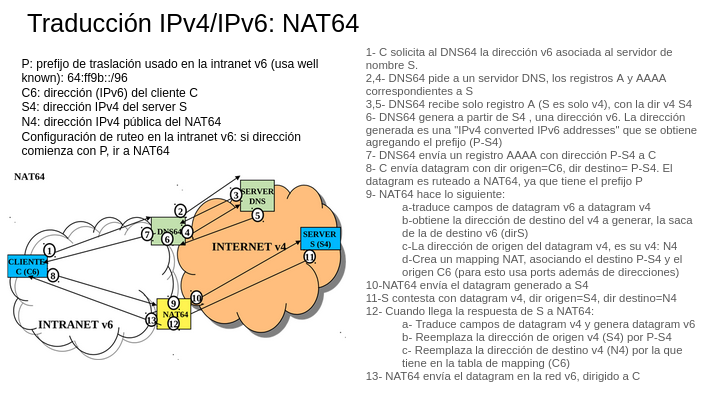 Traducción IPv4/IPv6: NAT64
P: prefijo de traslación usado en la intranet v6 (usa well
known): 64:ff9b::/96
C6: dirección (IPv6) del cliente C
S4: dirección IPv4 del server S
N4: dirección IPv4 pública del NAT64
Configuración de ruteo en la intranet v6: si dirección
comienza con P, ir a NAT64
NAT64
SERVER
DNS
3
2
5
DNS64
7
6
4
INTERNET v4
SERVER
S (S4)
11
1
CLIENTE
C (C6)
8
9
10
NAT64
13
12
INTRANET v6
1- C solicita al DNS64 la dirección v6 asociada al servidor de
nombre S.
2,4- DNS64 pide a un servidor DNS, los registros A y AAAA
correspondientes a S
3,5- DNS64 recibe solo registro A (S es solo v4), con la dir v4 S4
6- DNS64 genera a partir de S4 , una dirección v6. La dirección
generada es una "IPv4 converted IPv6 addresses" que se obtiene
agregando el prefijo (P-S4)
7- DNS64 envía un registro AAAA con dirección P-S4 a C
8- C envía datagram con dir origen=C6, dir destino= P-S4. El
datagram es ruteado a NAT64, ya que tiene el prefijo P
9- NAT64 hace lo siguiente:
a-traduce campos de datagram v6 a datagram v4
b-obtiene la dirección de destino del v4 a generar, la saca
de la de destino v6 (dirS)
c-La dirección de origen del datagram v4, es su v4: N4
d-Crea un mapping NAT, asociando el destino P-S4 y el
origen C6 (para esto usa ports además de direcciones)
10-NAT64 envía el datagram generado a S4
11-S contesta con datagram v4, dir origen=S4, dir destino=N4
12- Cuando llega la respuesta de S a NAT64:
a- Traduce campos de datagram v4 y genera datagram v6
b- Reemplaza la dirección de origen v4 (S4) por P-S4
c- Reemplaza la dirección de destino v4 (N4) por la que
tiene en la tabla de mapping (C6)
13- NAT64 envía el datagram en la red v6, dirigido a C